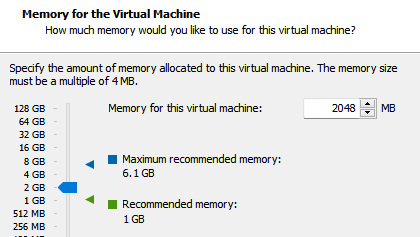 Memory for the Virtual Machine
How much memory would you like to use for this virtual machine?
Specify the amount of memory allocated to this virtual machine. The memory size
must be a multiple of 4 MB.
128 GB
Memory for this virtual machine: 2048 MB
64 GB
32 GB
16 GB
8 GB
Maximum recommended memory:
4 GB
6.1 GB
2 GB
1 GB
Recommended memory:
512 MB
1 GB
256 MB